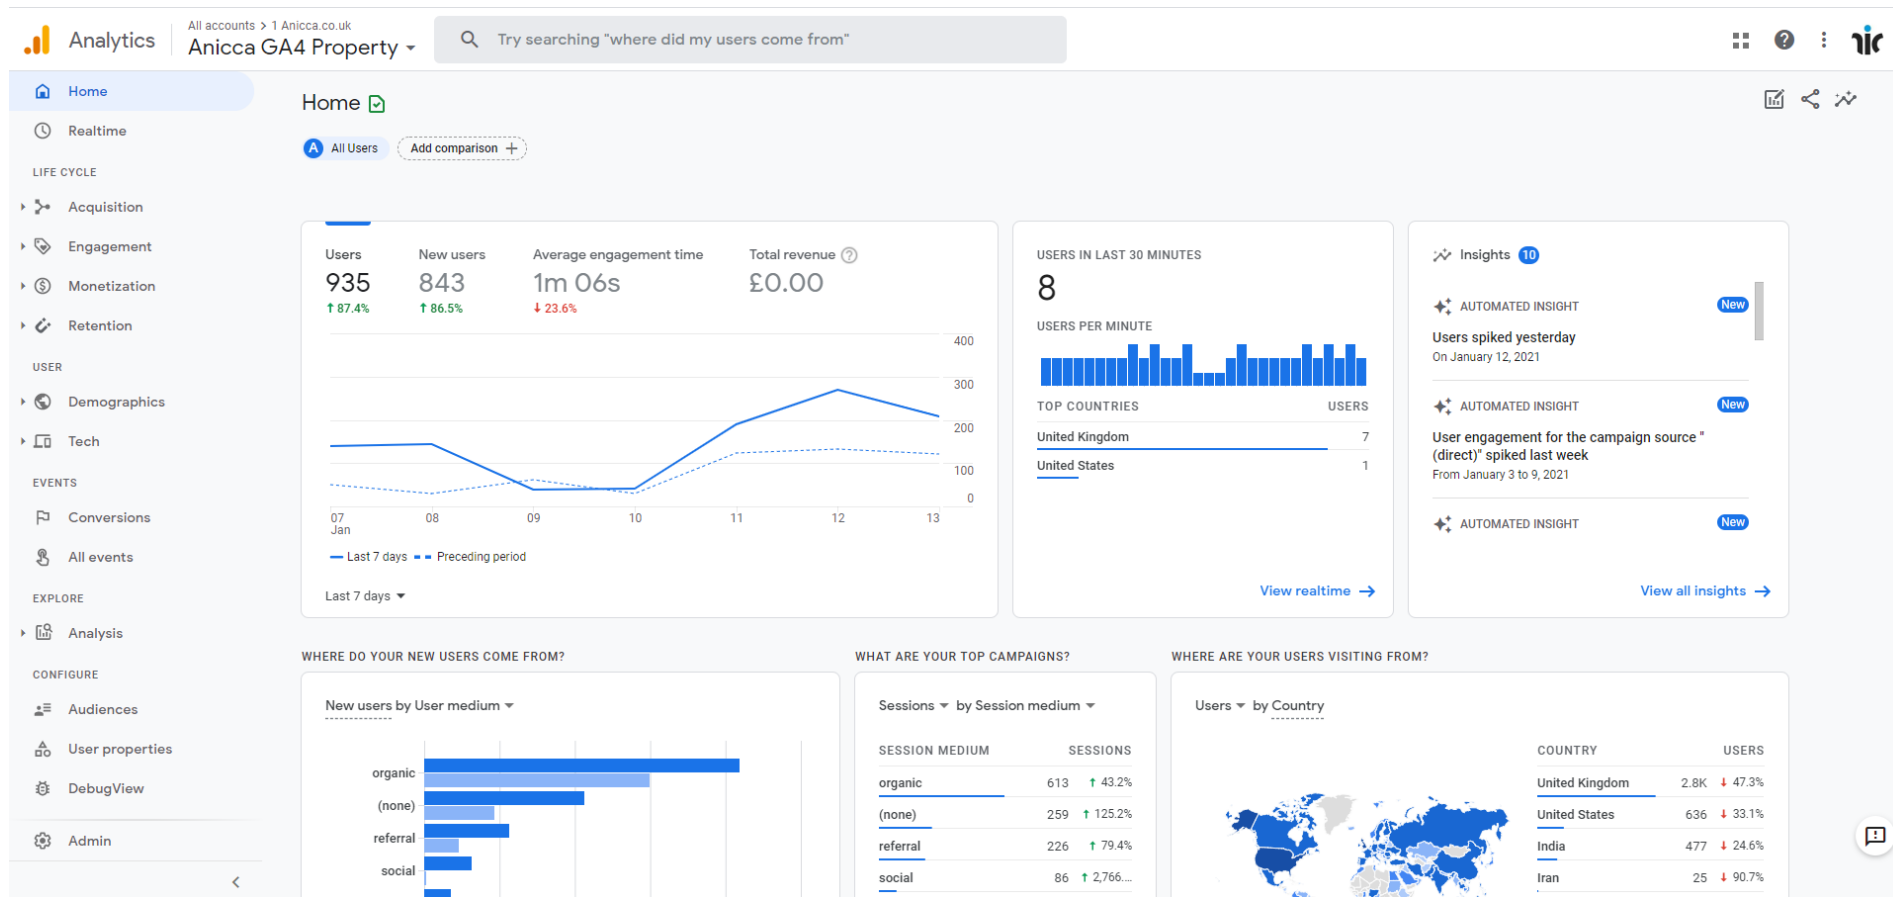 Analytics
All accounts > 1 Anicca.co.uk
Anicca GA4 Property
Try searching "where did my users come from"
Home
Realtime
LIFE CYCLE
Acquisition
Engagement
Monetization
Retention
USER
Demographics
Tech
EVENTS
Conversions
All events
EXPLORE
Analysis
CONFIGURE
Audiences
User properties
DebugView
Admin
Home
A All Users
Add comparison +
Users
935
↑ 87.4%
New users
843
↑ 86.5%
Average engagement time
1m 06s
↓ 23.6%
Total revenue
£0.00
400
300
200
100
0
07 08 09 10 11 12 13
Jan
Last 7 days Preceding period
Last 7 days
USERS IN LAST 30 MINUTES
8
USERS PER MINUTE
TOP COUNTRIES USERS
United Kingdom 7
United States 1
View realtime
Insights 10
AUTOMATED INSIGHT New
Users spiked yesterday
On January 12, 2021
AUTOMATED INSIGHT New
User engagement for the campaign source "
(direct)" spiked last week
From January 3 to 9, 2021
AUTOMATED INSIGHT New
View all insights
WHERE DO YOUR NEW USERS COME FROM?
New users by User medium
organic
(none)
referral
social
WHAT ARE YOUR TOP CAMPAIGNS?
Sessions by Session medium
SESSION MEDIUM SESSIONS
organic 613 ↑ 43.2%
(none) 259 ↑ 125.2%
referral 226 ↑ 79.4%
social 86 ↑ 2,766....
WHERE ARE YOUR USERS VISITING FROM?
Users by Country
COUNTRY USERS
United Kingdom 2.8K ↓ 47.3%
United States 636 ↓ 33.1%
India 477 ↓ 24.6%
Iran 25 ↓ 90.7%